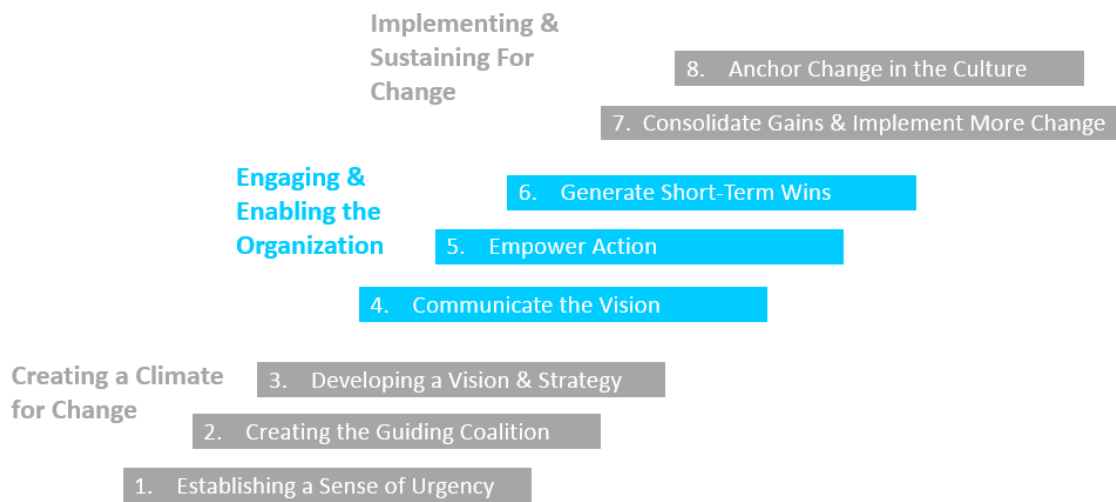 Implementing &
Sustaining For
Change
8. Anchor Change in the Culture
7. Consolidate Gains & Implement More Change
Engaging &
Enabling the
Organization
6. Generate Short-Term Wins
5. Empower Action
4. Communicate the Vision
Creating a Climate
for Change
3. Developing a Vision & Strategy
2. Creating the Guiding Coalition
1. Establishing a Sense of Urgency